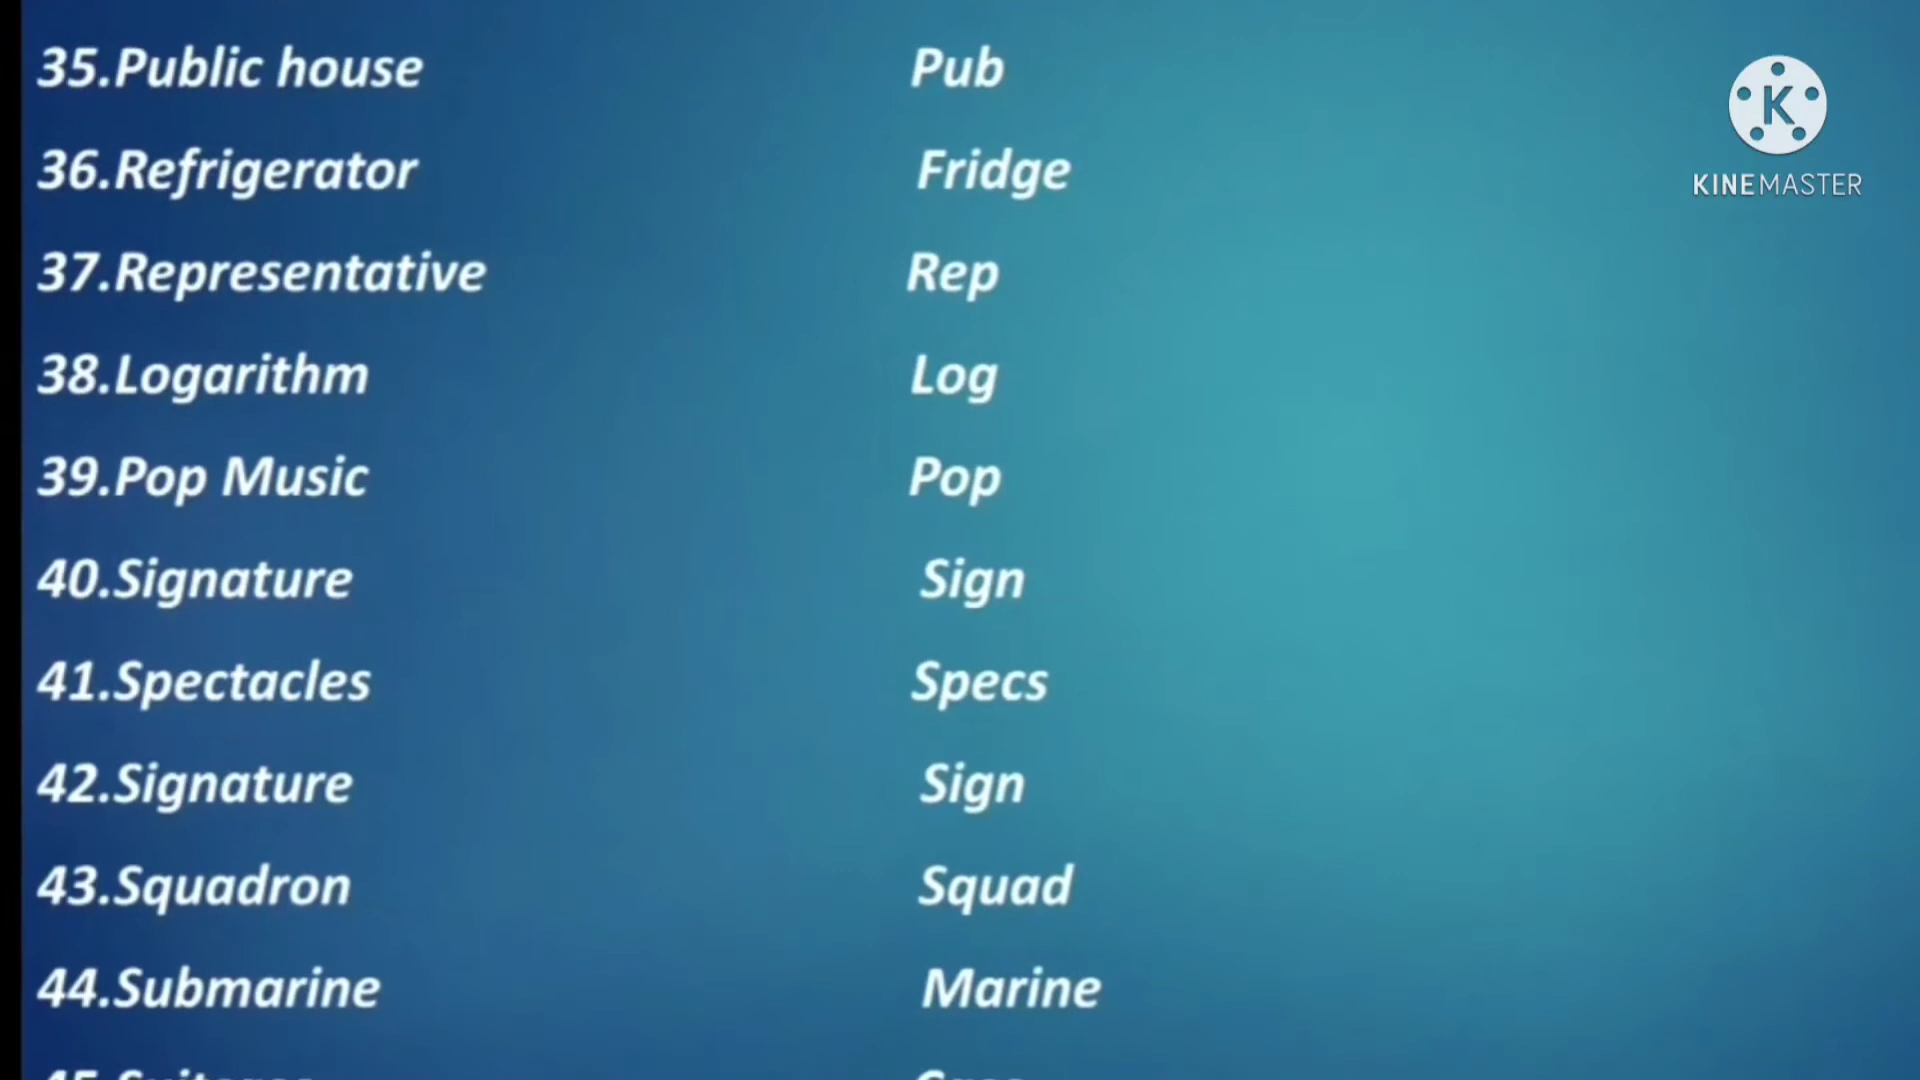 35.Public house Pub
KINEMASTER
36.Refrigerator Fridge
37.Representative Rep
38.Logarithm Log
39.Pop Music Pop
40.Signature Sign
41.Spectacles Specs
42.Signature Sign
43.Squadron Squad
44.Submarine Marine